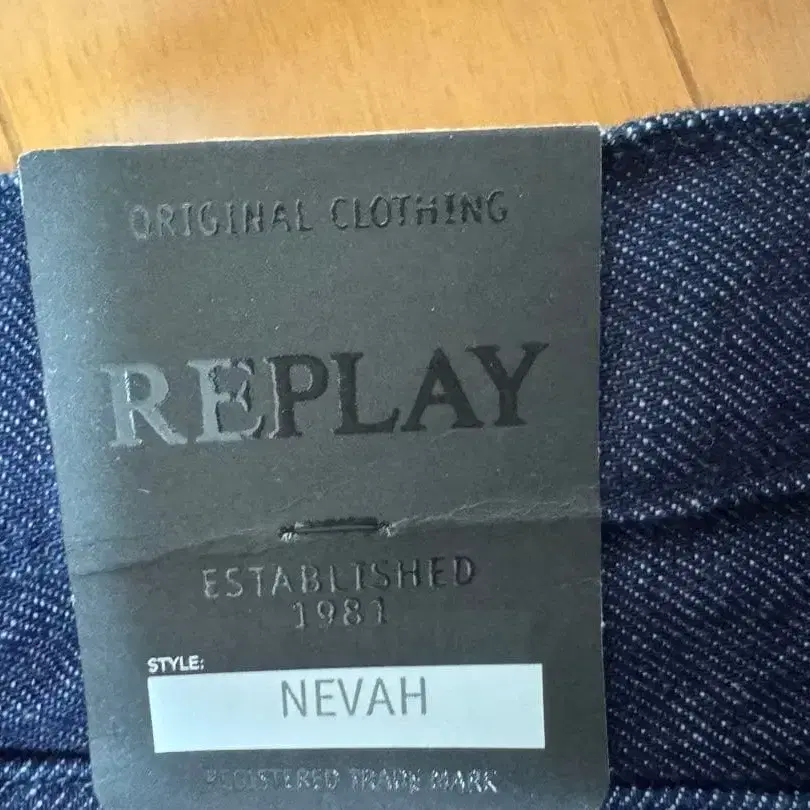 ORIGINAL CLOTHING
REPLAY
ESTABLISHED
1981
STYLE:
NEVAH
REGISTERED TRADE MARK